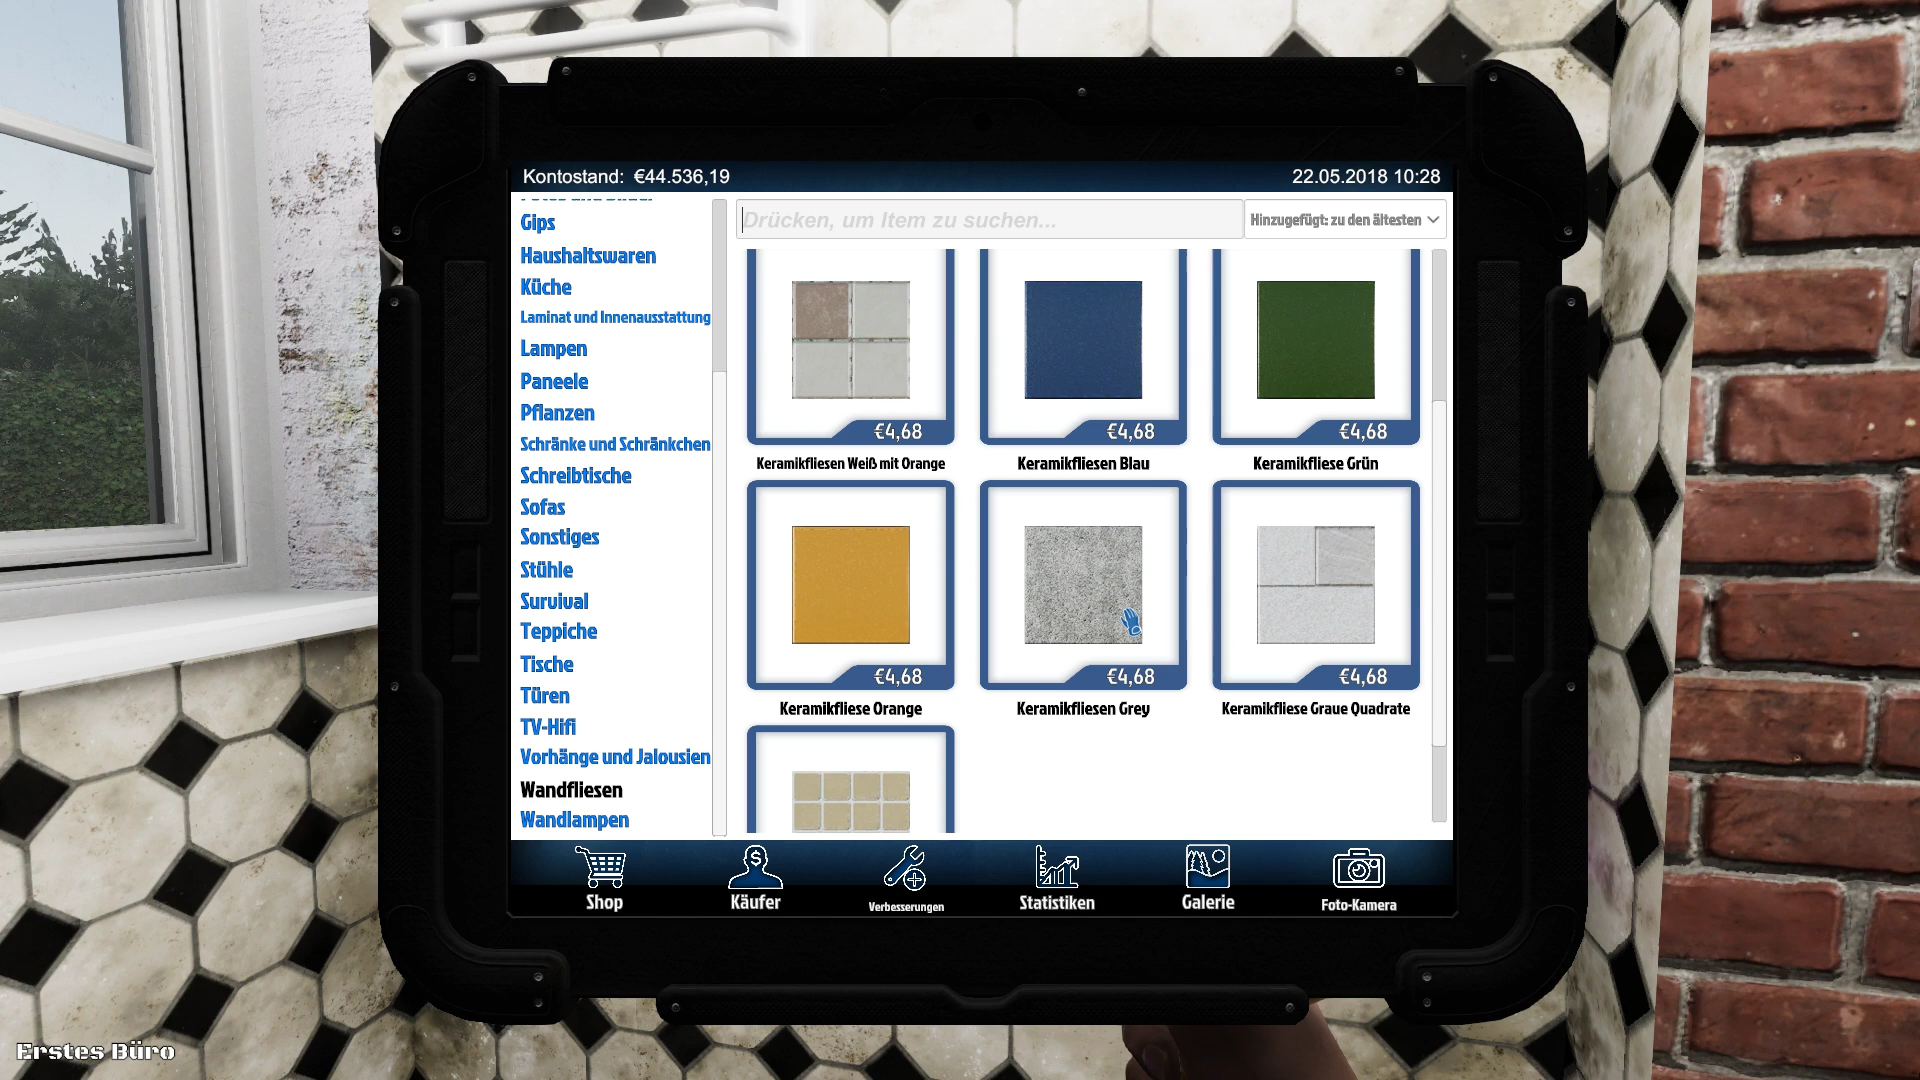 Kontostand: €44.536,19
22.05.2018 10:28
Gips
Haushaltswaren
Küche
Laminat und Innenausstattung
Lampen
Paneele
Pflanzen
Schränke und Schränkchen
Schreibtische
Sofas
Sonstiges
Stühle
Survival
Teppiche
Tische
Türen
TV-Hifi
Vorhänge und Jalousien
Wandfliesen
Wandlampen
Drücken, um Item zu suchen...
Hinzugefügt: zu den ältesten
€4,68
€4,68
€4,68
Keramikfliesen Weiß mit Orange
Keramikfliesen Blau
Keramikfliese Grün
€4,68
€4,68
€4,68
Keramikfliese Orange
Keramikfliesen Grey
Keramikfliese Graue Quadrate
Shop
Käufer
Verbesserungen
Statistiken
Galerie
Foto-Kamera
Erstes Büro